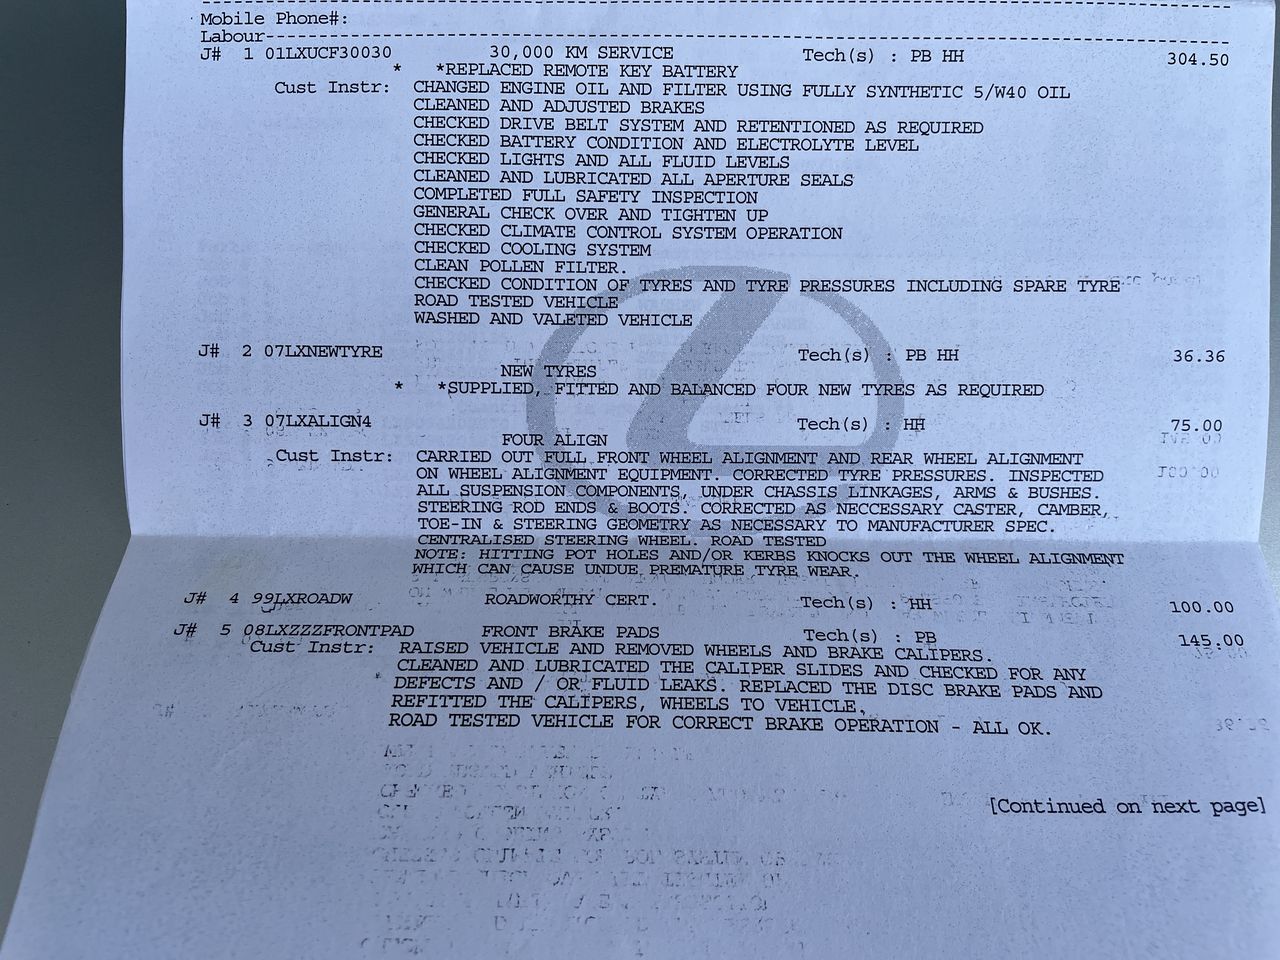 Mobile Phone#:
Labour
J# 1 01LXUCF30030 30,000 KM SERVICE Tech(s) : PB HH 304.50
* *REPLACED REMOTE KEY BATTERY
Cust Instr: CHANGED ENGINE OIL AND FILTER USING FULLY SYNTHETIC 5/W40 OIL
CLEANED AND ADJUSTED BRAKES
CHECKED DRIVE BELT SYSTEM AND RETENTIONED AS REQUIRED
CHECKED BATTERY CONDITION AND ELECTROLYTE LEVEL
CHECKED LIGHTS AND ALL FLUID LEVELS
CLEANED AND LUBRICATED ALL APERTURE SEALS
COMPLETED FULL SAFETY INSPECTION
GENERAL CHECK OVER AND TIGHTEN UP
CHECKED CLIMATE CONTROL SYSTEM OPERATION
CHECKED COOLING SYSTEM
CLEAN POLLEN FILTER.
CHECKED CONDITION OF TYRES AND TYRE PRESSURES INCLUDING SPARE TYRE
ROAD TESTED VEHICLE
WASHED AND VALETED VEHICLE
J# 2 07LXNEWTYRE Tech(s) : PB HH 36.36
NEW TYRES
* *SUPPLIED, FITTED AND BALANCED FOUR NEW TYRES AS REQUIRED
J# 3 07LXALIGN4 Tech(s) : HH 75.00
FOUR ALIGN
Cust Instr: CARRIED OUT FULL FRONT WHEEL ALIGNMENT AND REAR WHEEL ALIGNMENT
ON WHEEL ALIGNMENT EQUIPMENT. CORRECTED TYRE PRESSURES. INSPECTED
ALL SUSPENSION COMPONENTS, UNDER CHASSIS LINKAGES, ARMS & BUSHES.
STEERING ROD ENDS & BOOTS. CORRECTED AS NECCESSARY CASTER, CAMBER,
TOE-IN & STEERING GEOMETRY AS NECESSARY TO MANUFACTURER SPEC.
CENTRALISED STEERING WHEEL. ROAD TESTED
NOTE: HITTING POT HOLES AND/OR KERBS KNOCKS OUT THE WHEEL ALIGNMENT
WHICH CAN CAUSE UNDUE PREMATURE TYRE WEAR.
J# 4 99LXROADW ROADWORTHY CERT. Tech(s) : HH 100.00
J# 5 08LXZZZFRONTPAD FRONT BRAKE PADS Tech(s) : PB 145.00
Cust Instr: RAISED VEHICLE AND REMOVED WHEELS AND BRAKE CALIPERS.
CLEANED AND LUBRICATED THE CALIPER SLIDES AND CHECKED FOR ANY
* DEFECTS AND / OR FLUID LEAKS. REPLACED THE DISC BRAKE PADS AND
REFITTED THE CALIPERS, WHEELS TO VEHICLE,
ROAD TESTED VEHICLE FOR CORRECT BRAKE OPERATION - ALL OK.
[Continued on next page]